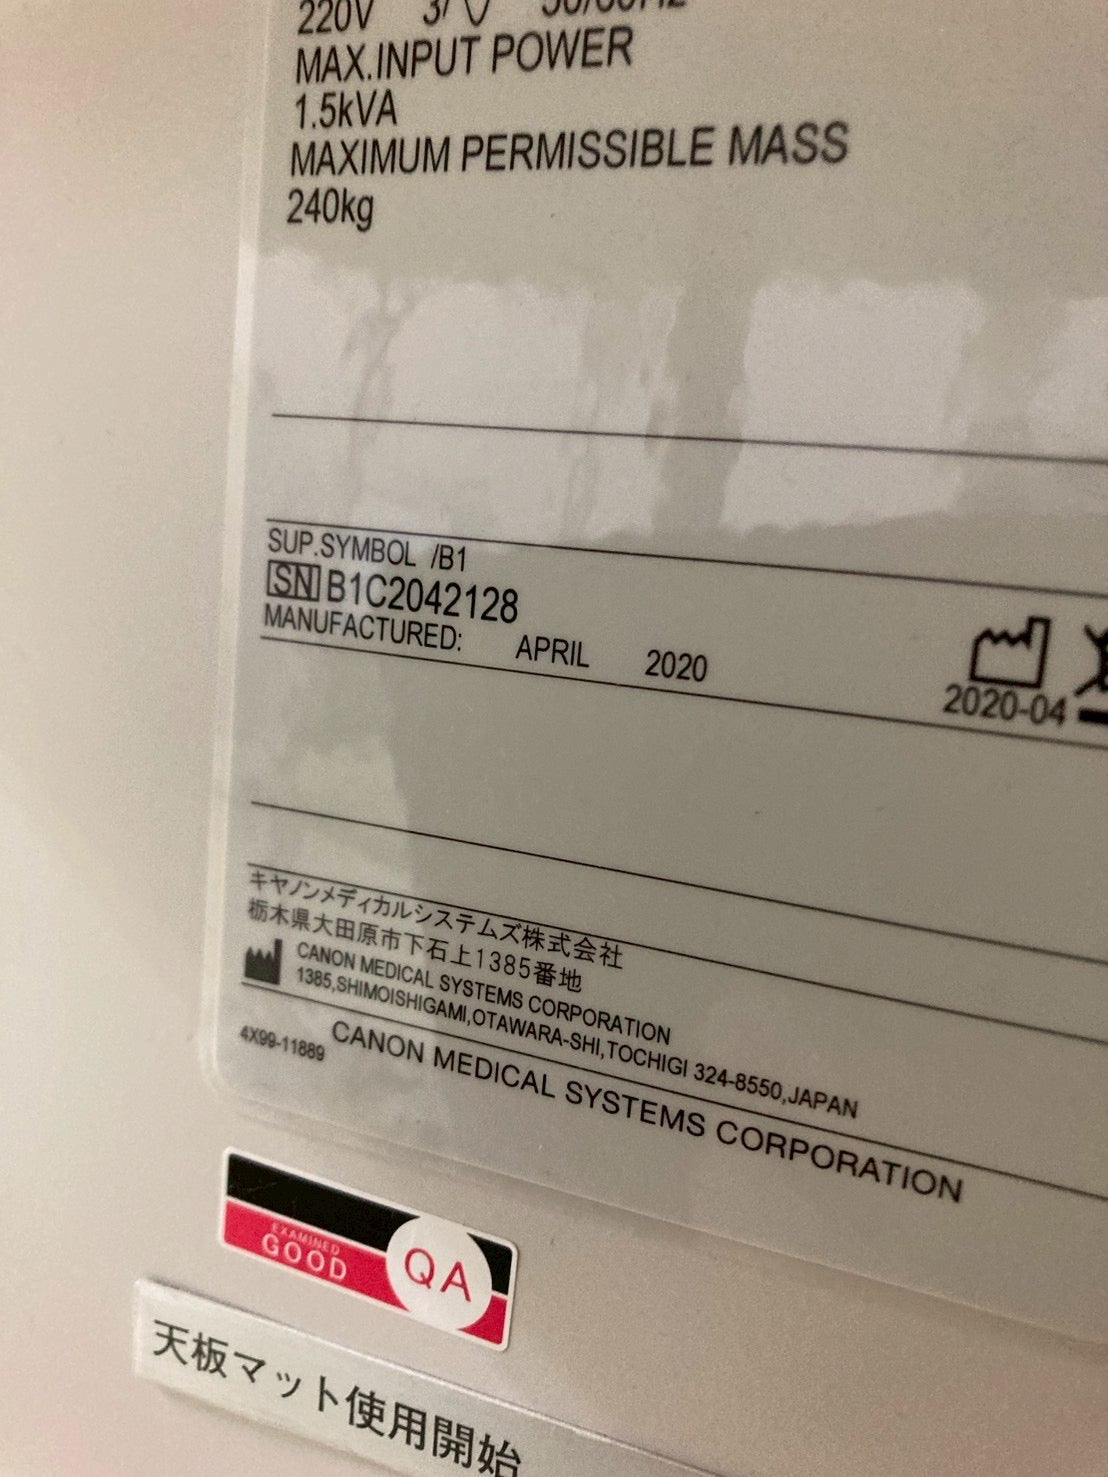 220V 3/
MAX.INPUT POWER
1.5kVA
MAXIMUM PERMISSIBLE MASS
240kg
SUP.SYMBOL /B1
SN B1C2042128
MANUFACTURED: APRIL 2020
2020-04
キヤノンメディカルシステムズ株式会社
栃木県大田原市下石上1385番地
CANON MEDICAL SYSTEMS CORPORATION
1385,SHIMOISHIGAMI,OTAWARA-SHI,TOCHIGI 324-8550,JAPAN
4X99-11889
CANON MEDICAL SYSTEMS CORPORATION
EXAMINED
GOOD
QA
天板マット使用開始